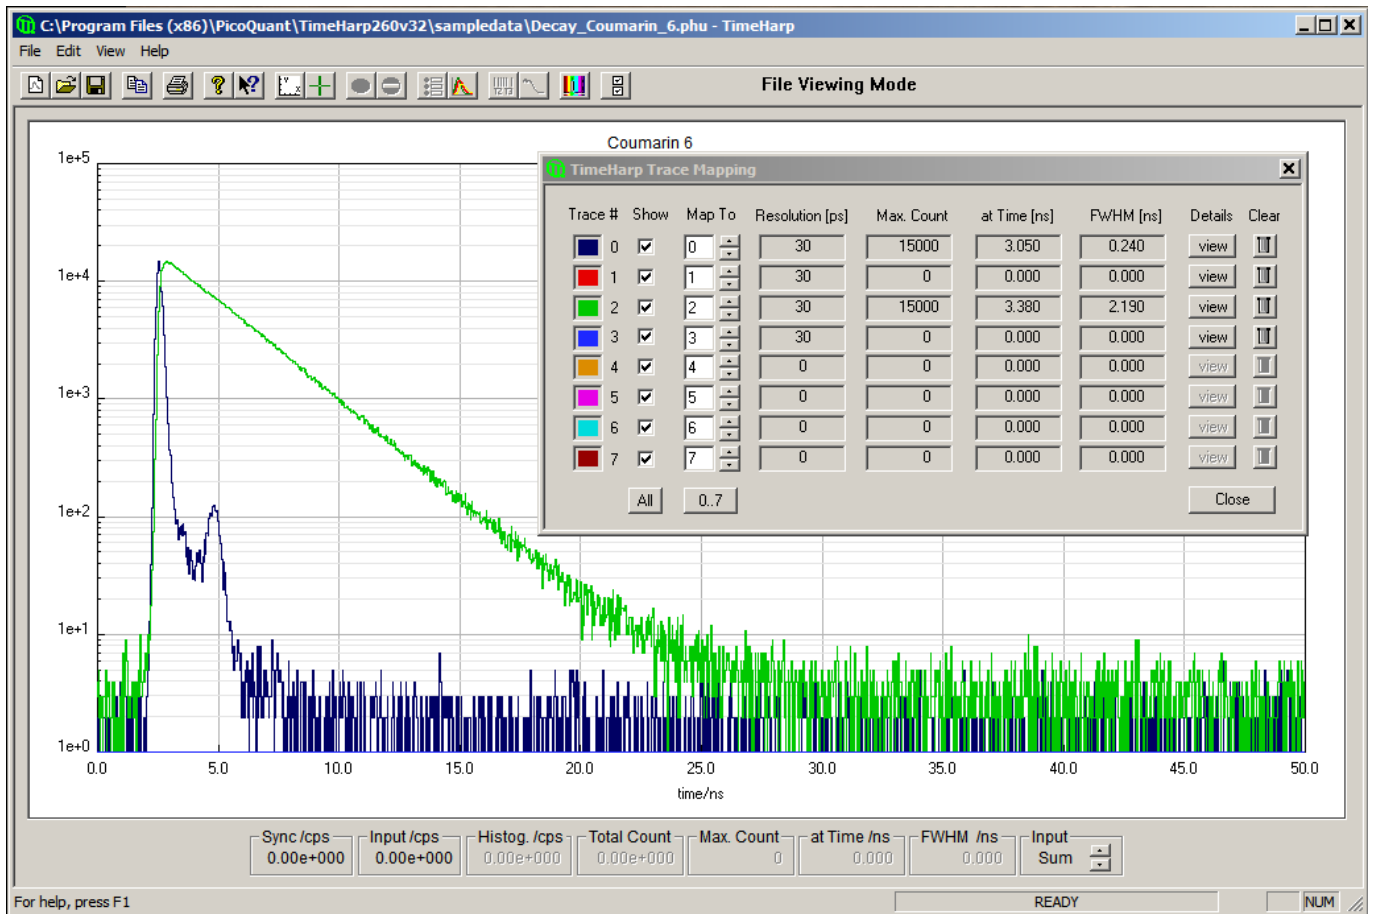 C:\Program Files (x86)\PicoQuant\TimeHarp260v32\sampledata\Decay_Coumarin_6.phu - TimeHarp
File Edit View Help
File Viewing Mode
Coumarin 6
TimeHarp Trace Mapping
Trace # Show Map To Resolution [ps] Max. Count at Time [ns] FWHM [ns] Details Clear
0 0 30 15000 3.050 0.240 view
1 1 30 0 0.000 0.000 view
2 2 30 15000 3.380 2.190 view
3 3 30 0 0.000 0.000 view
4 4 0 0 0.000 0.000 view
5 5 0 0 0.000 0.000 view
6 6 0 0 0.000 0.000 view
7 7 0 0 0.000 0.000 view
All 0..7 Close
1e+5
1e+4
1e+3
1e+2
1e+1
1e+0
0.0 5.0 10.0 15.0 20.0 25.0 30.0 35.0 40.0 45.0 50.0
time/ns
Sync /cps Input /cps Histog. /cps Total Count Max. Count at Time /ns FWHM /ns Input
0.00e+000 0.00e+000 0.00e+000 0.00e+000 0 0.000 0.000 Sum
For help, press F1 READY NUM